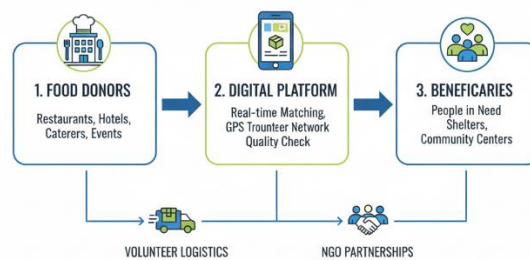 1. FOOD DONORS
Restaurants, Hotels,
Caterers, Events
2. DIGITAL PLATFORM
Real-time Matching,
GPS Trounteer Network
Quality Check
3. BENEFICARIES
People in Need
Shelters,
Community Centers
VOLUNTEER LOGISTICS
NGO PARTNERSHIPS